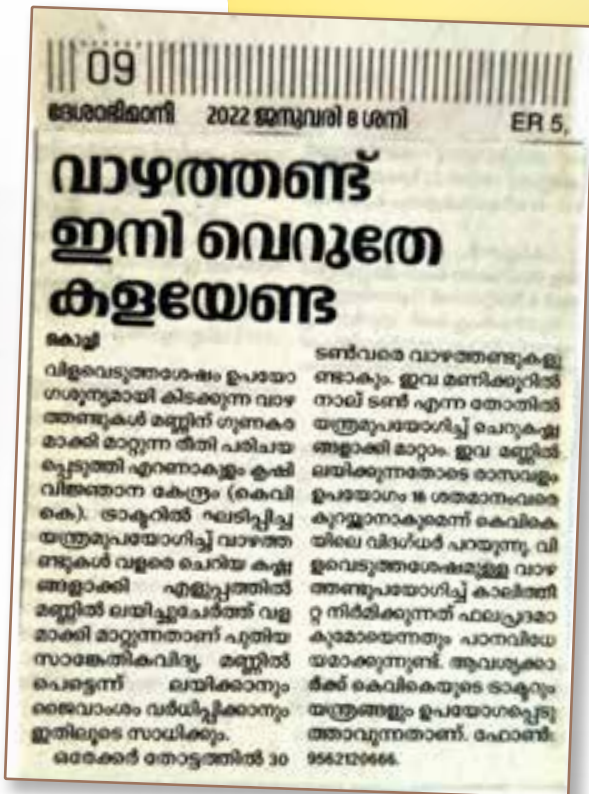 09
ദേശാഭിമാനി 2022 ജനുവരി 8 ശനി ER 5,
വാഴത്തണ്ട്
ഇനി വെറുതേ
കളയേണ്ട
കൊച്ചി
വിളവെടുത്തശേഷം ഉപയോ
ഗശൂന്യമായി കിടക്കുന്ന വാഴ
ത്തണ്ടുകൾ മണ്ണിന് ഗുണകര
മാക്കി മാറ്റുന്ന രീതി പരിചയ
പ്പെടുത്തി എറണാകുളം കൃഷി
വിജ്ഞാന കേന്ദ്രം (കെവി
കെ). ട്രാക്ടറിൽ ഘടിപ്പിച്ച
യന്ത്രമുപയോഗിച്ച് വാഴത്ത
ണ്ടുകൾ വളരെ ചെറിയ കഷ്ണ
ങ്ങളാക്കി എളുപ്പത്തിൽ
മണ്ണിൽ ലയിച്ചുചേർത്ത് വള
മാക്കി മാറ്റുന്നതാണ് പുതിയ
സാങ്കേതികവിദ്യ. മണ്ണിൽ
പെട്ടെന്ന് ലയിക്കാനും
ജൈവാംശം വർധിപ്പിക്കാനും
ഇതിലൂടെ സാധിക്കും.
ഒരേക്കർ തോട്ടത്തിൽ 30
ടൺവരെ വാഴത്തണ്ടുകളു
ണ്ടാകും. ഇവ മണിക്കൂറിൽ
നാല് ടൺ എന്ന തോതിൽ
യന്ത്രമുപയോഗിച്ച് ചെറുകഷ്ണ
ങ്ങളാക്കി മാറ്റാം. ഇവ മണ്ണിൽ
ലയിക്കുന്നതോടെ രാസവളം
ഉപയോഗം 18 ശതമാനംവരെ
കുറയ്ക്കാനാകുമെന്ന് കെവികെ
യിലെ വിദഗ്ധർ പറയുന്നു. വി
ളവെടുത്തശേഷമുള്ള വാഴ
ത്തണ്ടുപയോഗിച്ച് കാലിത്തീ
റ്റ നിർമിക്കുന്നത് ഫലപ്രദമാ
കുമോയെന്നതും പഠനവിധേ
യമാക്കുന്നുണ്ട്. ആവശ്യക്കാ
ർക്ക് കെവികെയുടെ ട്രാക്ടറും
യന്ത്രങ്ങളും ഉപയോഗപ്പെടു
ത്താവുന്നതാണ്. ഫോൺ:
9562120666.